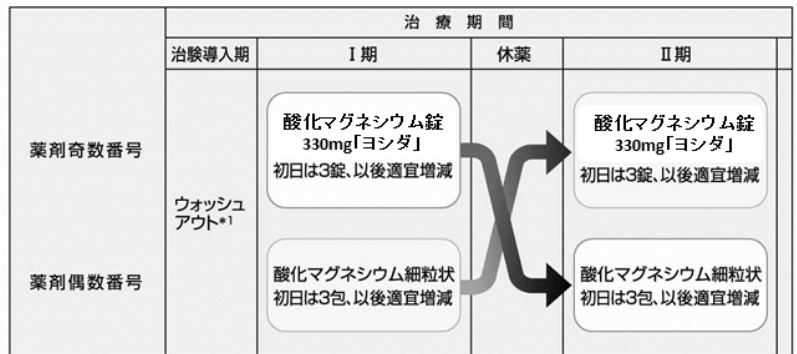 治療期間
治験導入期 Ⅰ期 休薬 Ⅱ期
薬剤奇数番号
酸化マグネシウム錠
330mg「ヨシダ」
初日は3錠、以後適宜増減
酸化マグネシウム錠
330mg「ヨシダ」
初日は3錠、以後適宜増減
ウォッシュ
アウト*1
薬剤偶数番号
酸化マグネシウム細粒状
初日は3包、以後適宜増減
酸化マグネシウム細粒状
初日は3包、以後適宜増減